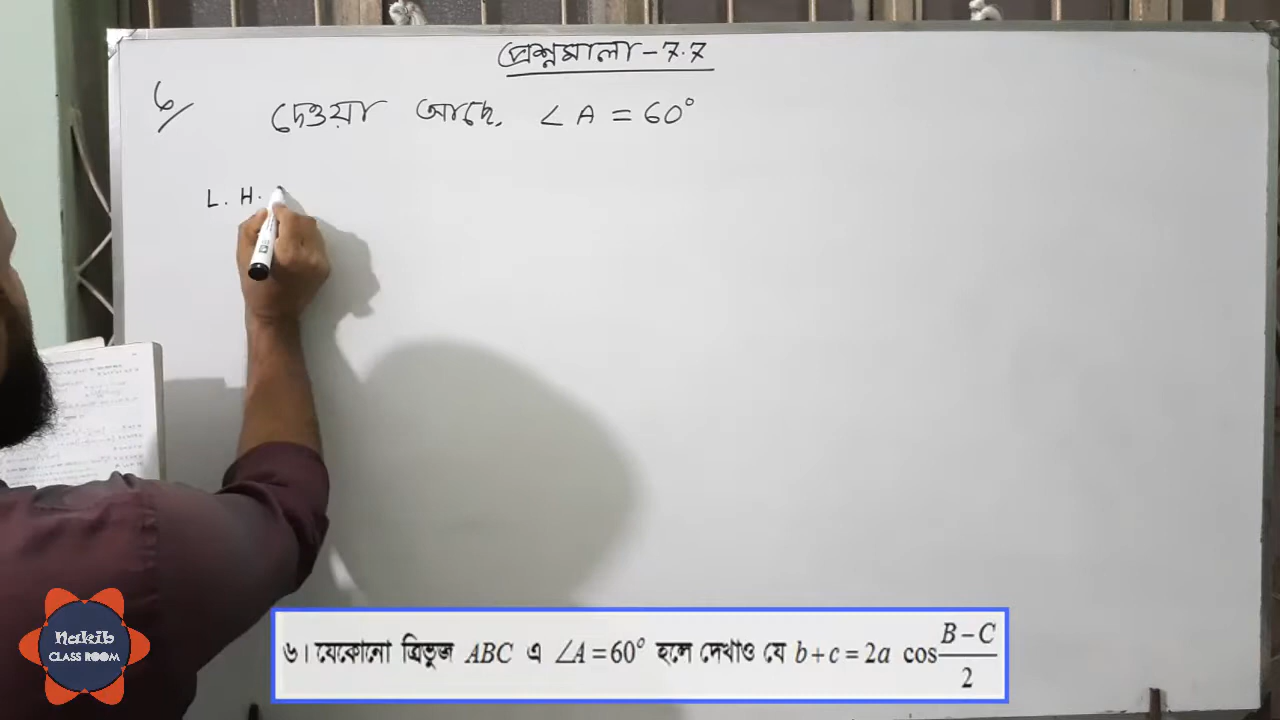 প্রশ্নমালা-৭.৭
৬/ দেওয়া আছে, ∠A = 60°
L. H.
Nakib
CLASS ROOM
৬। যেকোনো ত্রিভুজ ABC এ ∠A = 60° হলে দেখাও যে b + c = 2a cos (B – C)/2